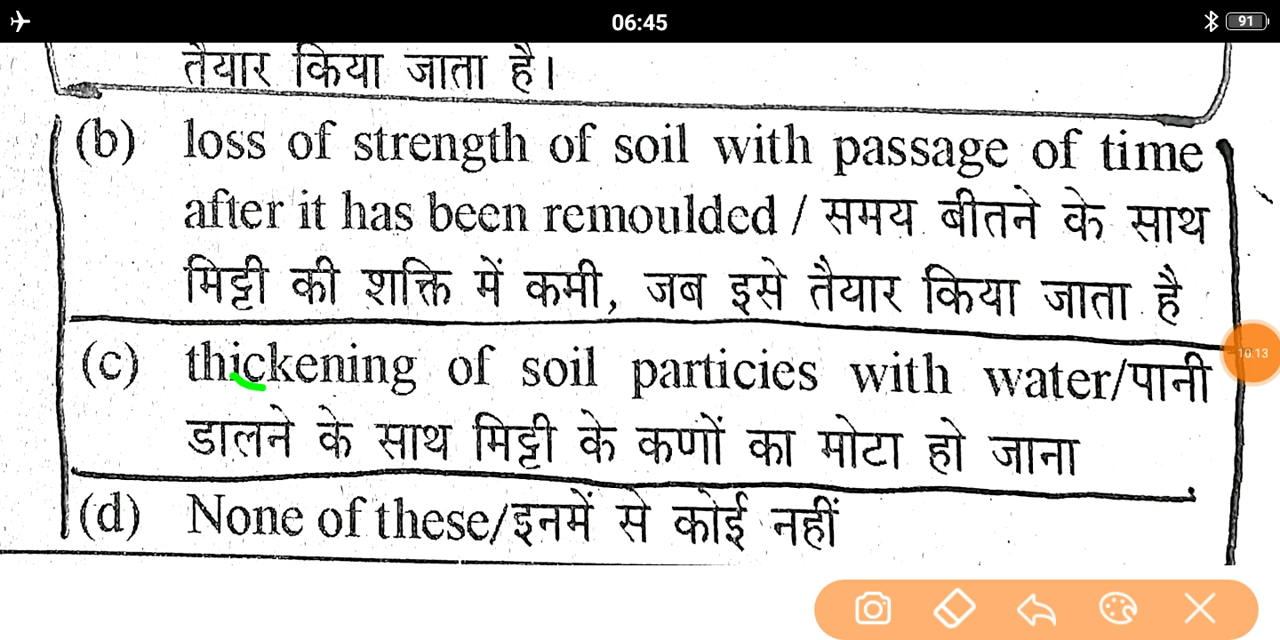 06:45
91
तैयार किया जाता है।
(b) loss of strength of soil with passage of time
after it has been remoulded / समय बीतने के साथ
मिट्टी की शक्ति में कमी, जब इसे तैयार किया जाता है
(c) thickening of soil particies with water/पानी
10:13
डालने के साथ मिट्टी के कणों का मोटा हो जाना
(d) None of these/इनमें से कोई नहीं